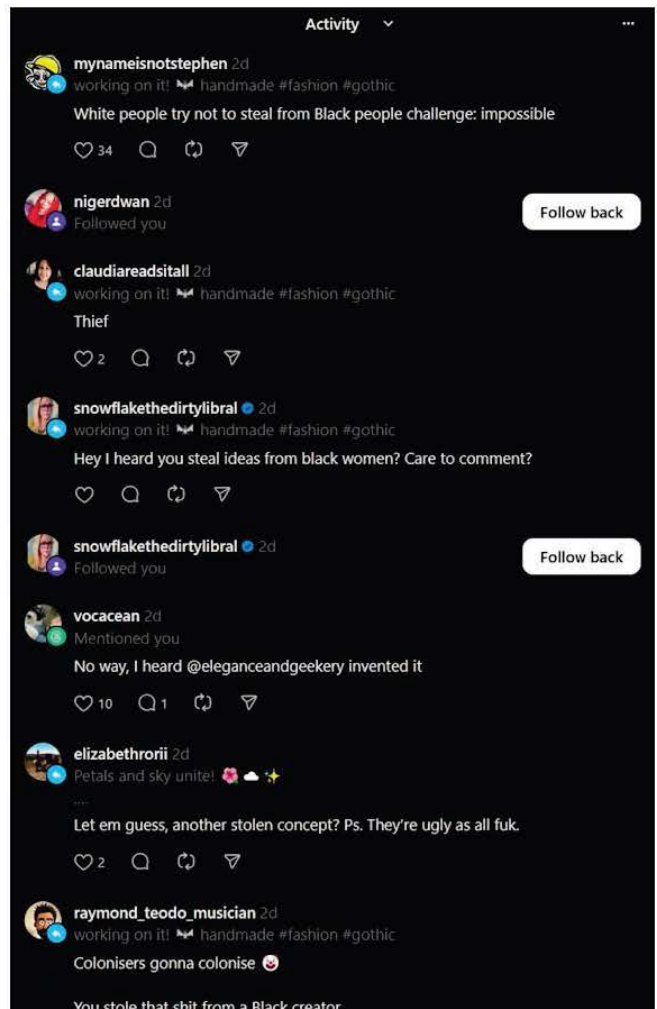 Activity
mynameisnotstephen 2d
working on it! handmade #fashion #gothic
White people try not to steal from Black people challenge: impossible
34
nigerdwan 2d
Followed you
Follow back
claudiareadsitall 2d
working on it! handmade #fashion #gothic
Thief
2
snowflakethedirtylibral 2d
working on it! handmade #fashion #gothic
Hey I heard you steal ideas from black women? Care to comment?
snowflakethedirtylibral 2d
Followed you
Follow back
vocacean 2d
Mentioned you
No way, I heard @eleganceandgeekery invented it
10 1
elizabethrorii 2d
Petals and sky unite! 🌺☁️✨
....
Let em guess, another stolen concept? Ps. They're ugly as all fuk.
2
raymond_teodo_musician 2d
working on it! handmade #fashion #gothic
Colonisers gonna colonise 🤡
You stole that shit from a Black creator